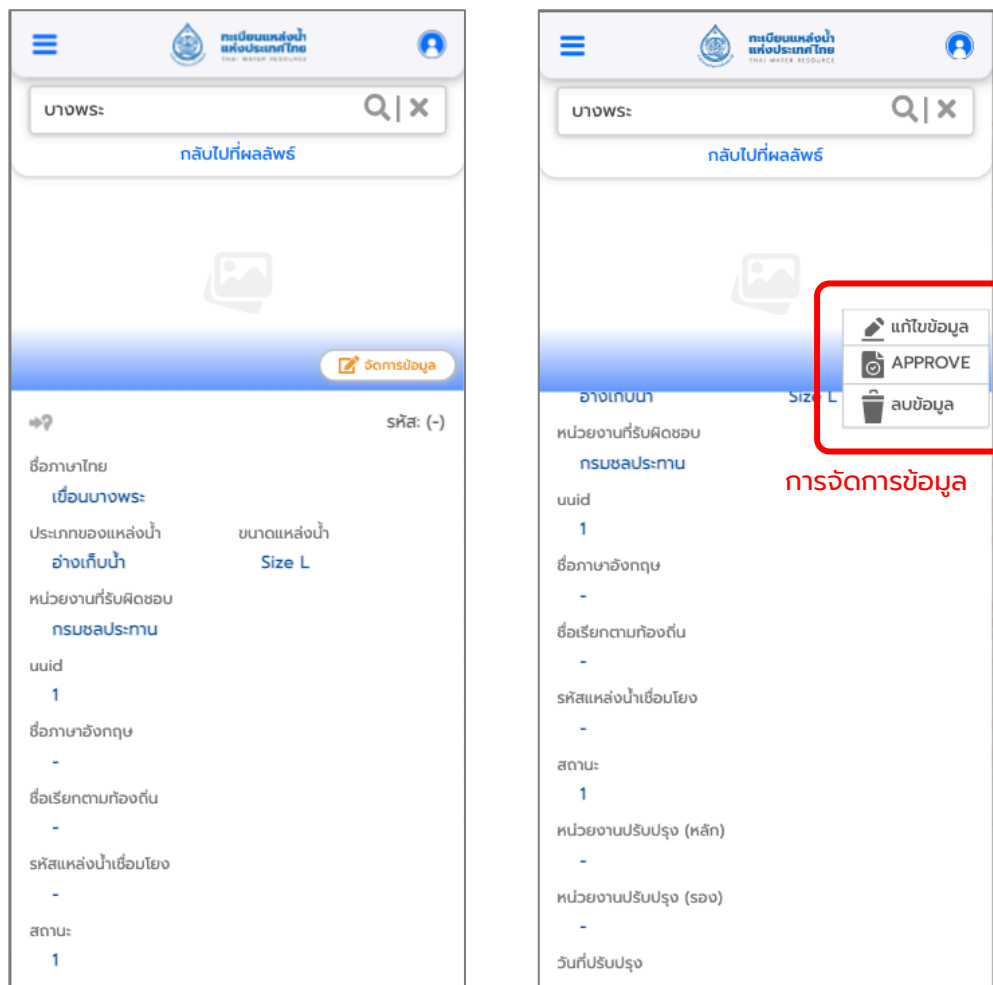 ทะเบียนแหล่งน้ำ
แห่งประเทศไทย
THAI WATER RESOURCE
บางพระ
กลับไปที่ผลลัพธ์
จัดการข้อมูล
รหัส: (-)
ชื่อภาษาไทย
เขื่อนบางพระ
ประเภทของแหล่งน้ำ ขนาดแหล่งน้ำ
อ่างเก็บน้ำ Size L
หน่วยงานที่รับผิดชอบ
กรมชลประทาน
uuid
1
ชื่อภาษาอังกฤษ
-
ชื่อเรียกตามท้องถิ่น
-
รหัสแหล่งน้ำเชื่อมโยง
-
สถานะ
1
ทะเบียนแหล่งน้ำ
แห่งประเทศไทย
THAI WATER RESOURCE
บางพระ
กลับไปที่ผลลัพธ์
แก้ไขข้อมูล
APPROVE
ลบข้อมูล
การจัดการข้อมูล
อ่างเก็บน้ำ Size L
หน่วยงานที่รับผิดชอบ
กรมชลประทาน
uuid
1
ชื่อภาษาอังกฤษ
-
ชื่อเรียกตามท้องถิ่น
-
รหัสแหล่งน้ำเชื่อมโยง
-
สถานะ
1
หน่วยงานปรับปรุง (หลัก)
-
หน่วยงานปรับปรุง (รอง)
-
วันที่ปรับปรุง